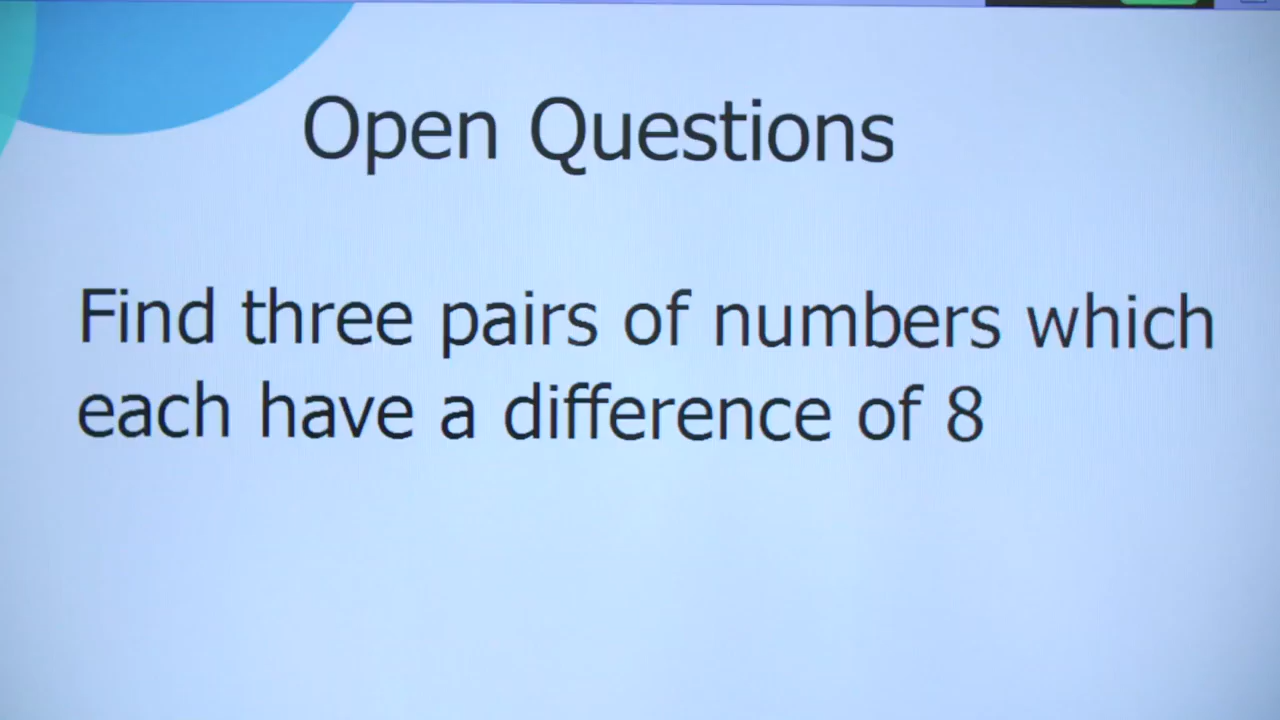 Open Questions
Find three pairs of numbers which
each have a difference of 8